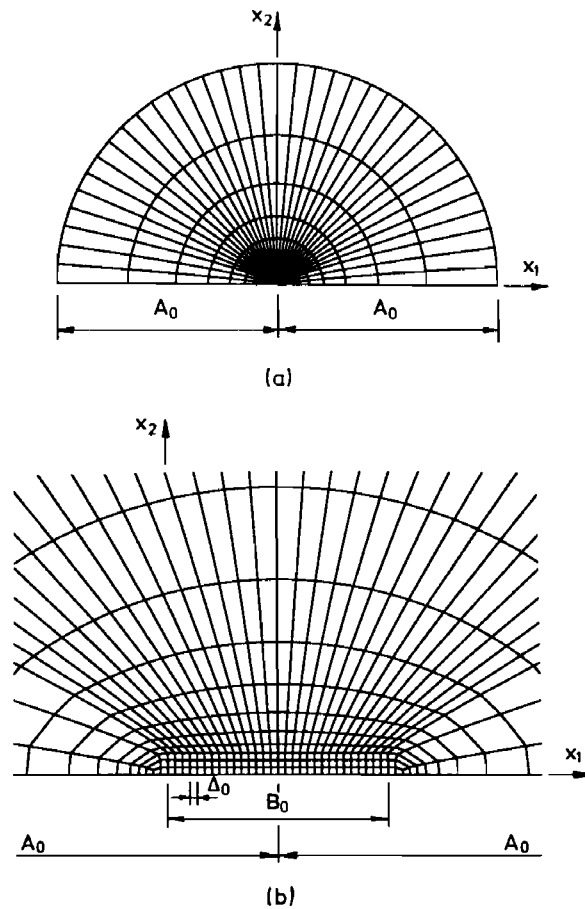 x₂
x₁
A₀ A₀
(a)
x₂
x₁
Δ₀
B₀
A₀ A₀
(b)